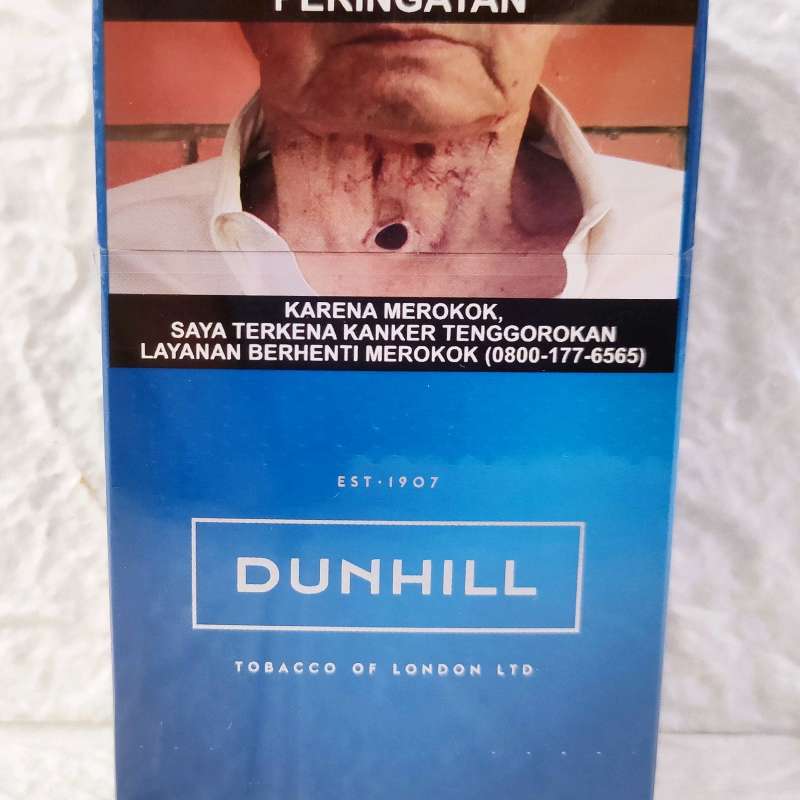 PERINGATAN
KARENA MEROKOK,
SAYA TERKENA KANKER TENGGOROKAN
LAYANAN BERHENTI MEROKOK (0800-177-6565)
EST·1907
DUNHILL
TOBACCO OF LONDON LTD